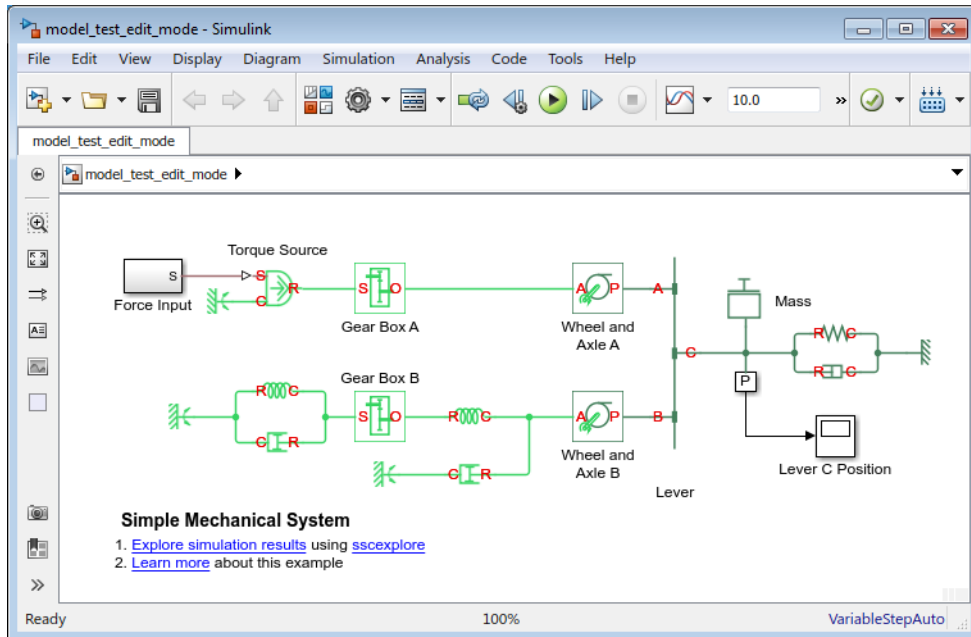 model_test_edit_mode - Simulink
File Edit View Display Diagram Simulation Analysis Code Tools Help
10.0 »
model_test_edit_mode
model_test_edit_mode
Torque Source
S S
C R S O A P A
Force Input
Gear Box A
Wheel and
Axle A
Mass
C
R C
R C
P
Gear Box B
R C
S O R C A P B
C R
C R
Wheel and
Axle B
Lever
Lever C Position
Simple Mechanical System
1. Explore simulation results using sscexplore
2. Learn more about this example
Ready 100% VariableStepAuto